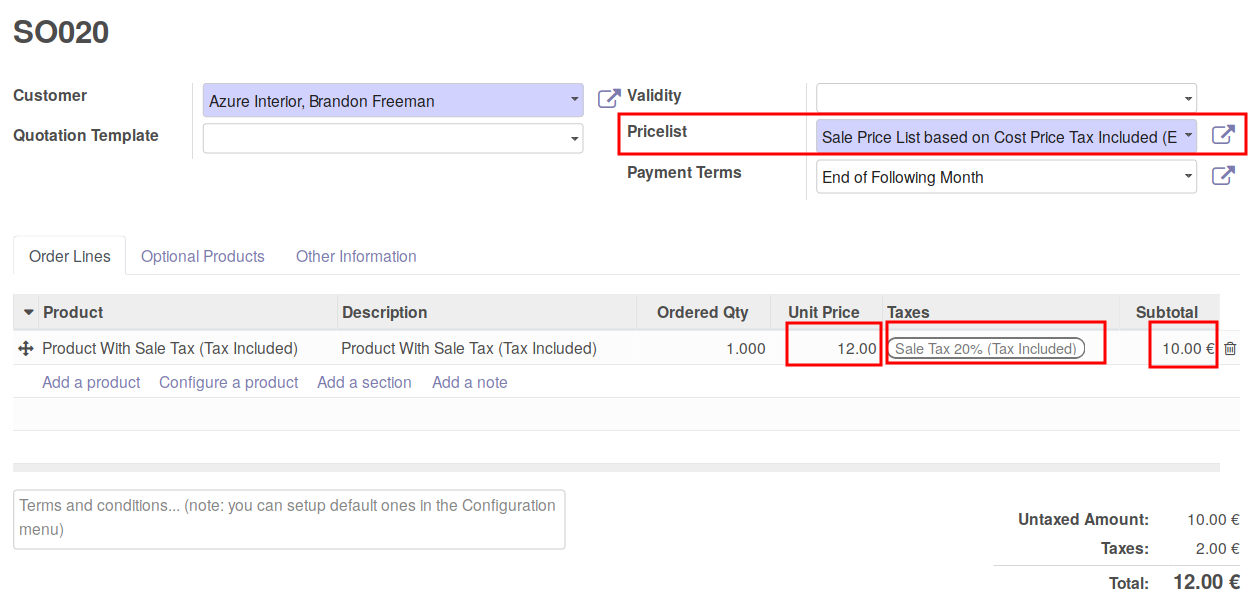 SO020
Customer
Azure Interior, Brandon Freeman
Validity
Quotation Template
Pricelist
Sale Price List based on Cost Price Tax Included (E
Payment Terms
End of Following Month
Order Lines Optional Products Other Information
Product Description Ordered Qty Unit Price Taxes Subtotal
Product With Sale Tax (Tax Included) Product With Sale Tax (Tax Included) 1.000 12.00 Sale Tax 20% (Tax Included) 10.00 €
Add a product Configure a product Add a section Add a note
Terms and conditions... (note: you can setup default ones in the Configuration
menu)
Untaxed Amount: 10.00 €
Taxes: 2.00 €
Total: 12.00 €